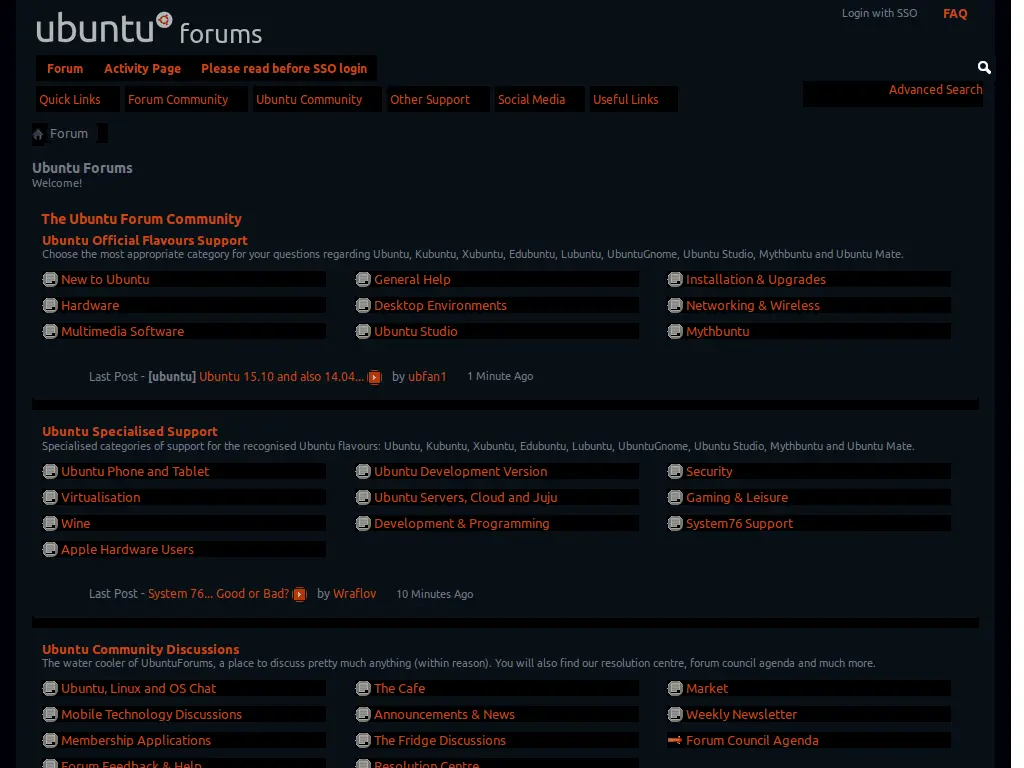 ubuntu forums
Login with SSO FAQ
Forum Activity Page Please read before SSO login
Quick Links Forum Community Ubuntu Community Other Support Social Media Useful Links
Advanced Search
Forum
Ubuntu Forums
Welcome!
The Ubuntu Forum Community
Ubuntu Official Flavours Support
Choose the most appropriate category for your questions regarding Ubuntu, Kubuntu, Xubuntu, Edubuntu, Lubuntu, UbuntuGnome, Ubuntu Studio, Mythbuntu and Ubuntu Mate.
New to Ubuntu General Help Installation & Upgrades
Hardware Desktop Environments Networking & Wireless
Multimedia Software Ubuntu Studio Mythbuntu
Last Post - [ubuntu] Ubuntu 15.10 and also 14.04... by ubfan1 1 Minute Ago
Ubuntu Specialised Support
Specialised categories of support for the recognised Ubuntu flavours: Ubuntu, Kubuntu, Xubuntu, Edubuntu, Lubuntu, UbuntuGnome, Ubuntu Studio, Mythbuntu and Ubuntu Mate.
Ubuntu Phone and Tablet Ubuntu Development Version Security
Virtualisation Ubuntu Servers, Cloud and Juju Gaming & Leisure
Wine Development & Programming System76 Support
Apple Hardware Users
Last Post - System 76... Good or Bad? by Wraflov 10 Minutes Ago
Ubuntu Community Discussions
The water cooler of UbuntuForums, a place to discuss pretty much anything (within reason). You will also find our resolution centre, forum council agenda and much more.
Ubuntu, Linux and OS Chat The Cafe Market
Mobile Technology Discussions Announcements & News Weekly Newsletter
Membership Applications The Fridge Discussions Forum Council Agenda
Forum Feedback & Help Resolution Centre